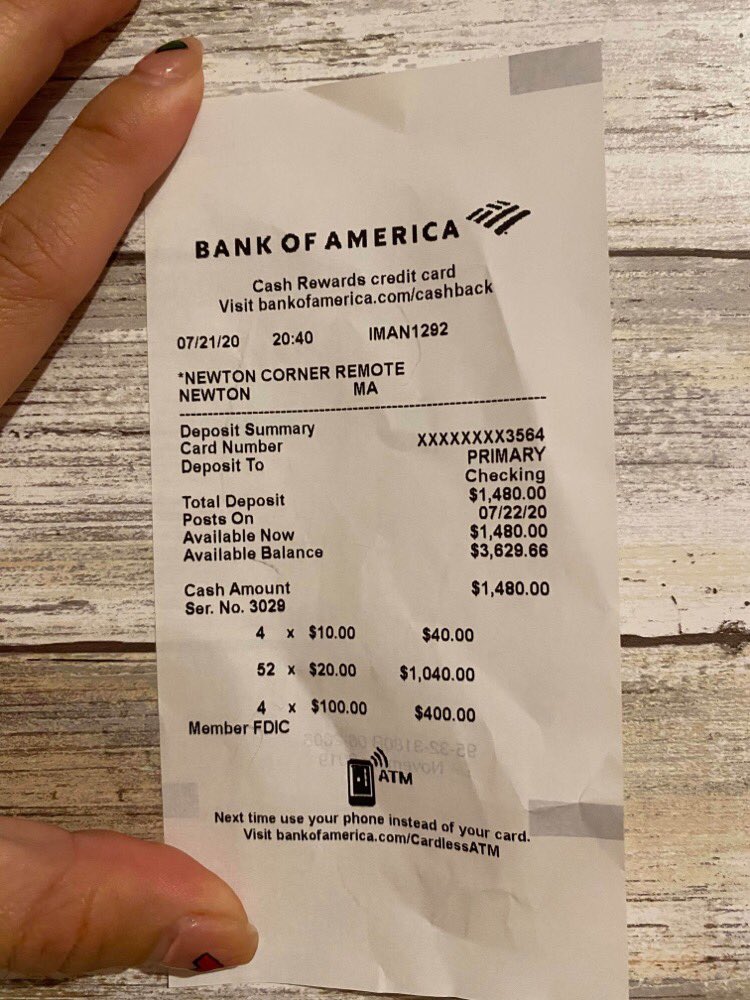 BANK OF AMERICA
Cash Rewards credit card
Visit bankofamerica.com/cashback
07/21/20 20:40 IMAN1292
*NEWTON CORNER REMOTE
NEWTON MA
Deposit Summary
Card Number XXXXXXXX3564
Deposit To PRIMARY
Checking
Total Deposit $1,480.00
Posts On 07/22/20
Available Now $1,480.00
Available Balance $3,629.66
Cash Amount $1,480.00
Ser. No. 3029
4 x $10.00 $40.00
52 x $20.00 $1,040.00
4 x $100.00 $400.00
Member FDIC
ATM
Next time use your phone instead of your card.
Visit bankofamerica.com/CardlessATM